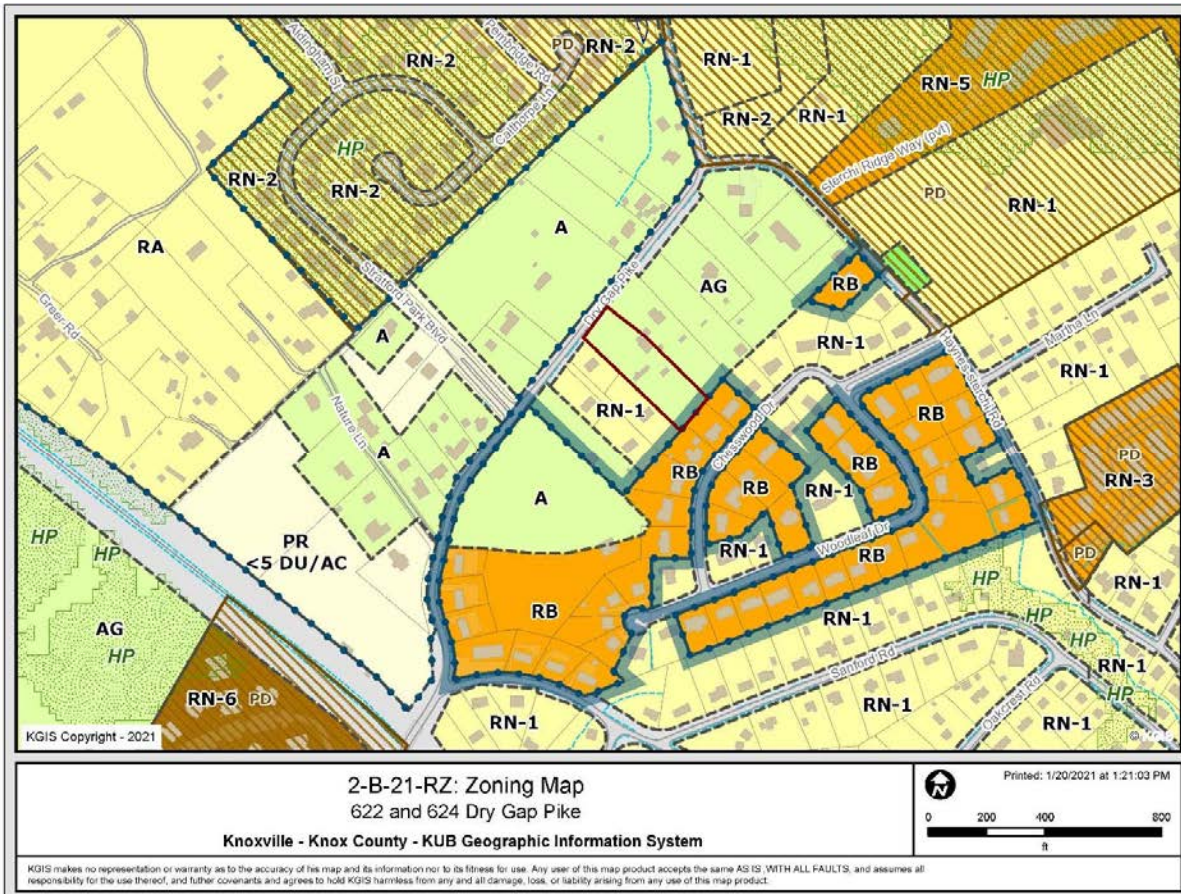 Aldingham St
Pembridge Rd
PD
RN-2
RN-2
RN-1
RN-5
HP
Calthorpe Ln
RN-2
RN-1
HP
RN-2
RN-2
Sterchi Ridge Way (pvt)
PD
RN-1
RA
A
Stratford Park Blvd
Dry Gap Pike
AG
RB
Greer Rd
A
RN-1
Martha Ln
Haynes-sterchi Rd
RN-1
Nature Ln
RN-1
Chesswood Dr
RB
A
PD
RN-3
RB
RB
RB
A
RN-1
HP
HP
PR
<5 DU/AC
RN-1
Woodleaf Dr
RB
PD
RB
RN-1
HP
RN-1
AG
HP
HP
Sanford Rd
RN-1
RN-6
PD
HP
RN-1
RN-1
Oakcrest Rd
RN-1
KGIS Copyright - 2021
2-B-21-RZ: Zoning Map
622 and 624 Dry Gap Pike
Knoxville - Knox County - KUB Geographic Information System
N
Printed: 1/20/2021 at 1:21:03 PM
0 200 400 600 800
ft
KGIS makes no representation or warranty as to the accuracy of his map and its information nor to its fitness for use. Any user of this map product accepts the same AS IS ,WITH ALL FAULTS, and assumes all
responsibility for the use thereof, and futher covenants and agrees to hold KGIS harmless from any and all damage, loss, or liability arising from any use of this map product.